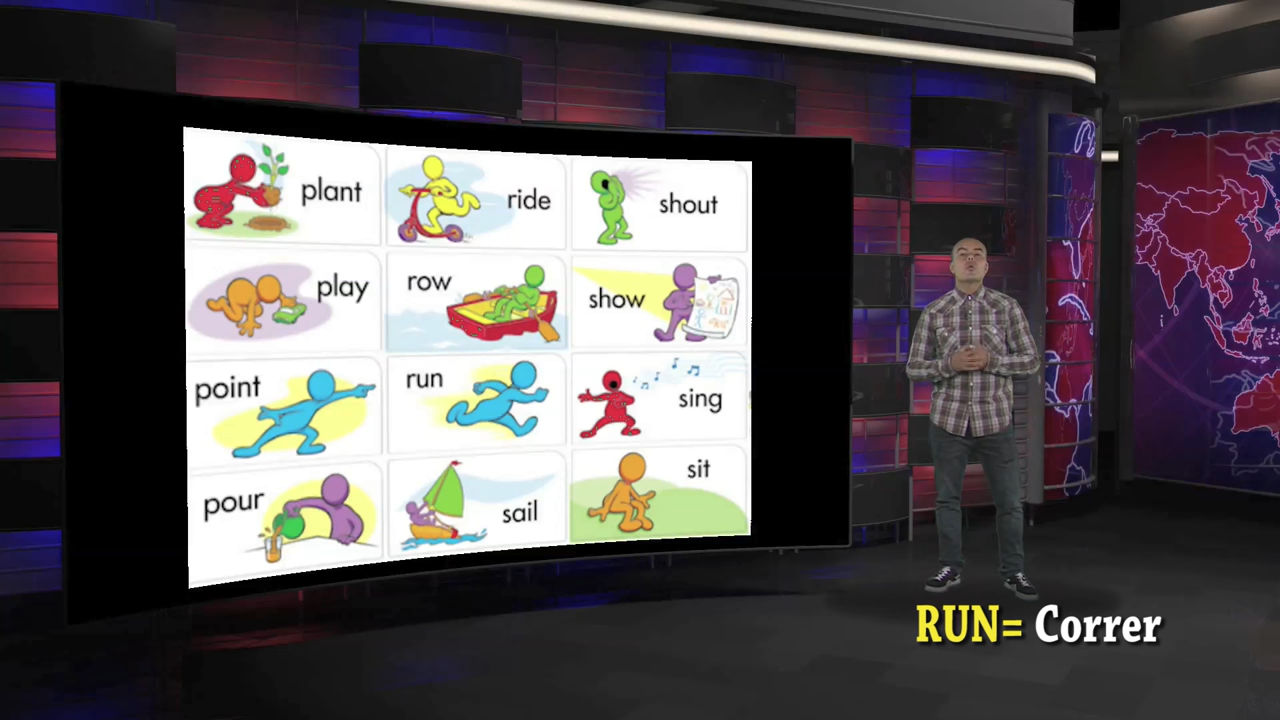 plant
ride
shout
play
row
show
point
run
sing
pour
sail
sit
RUN= Correr